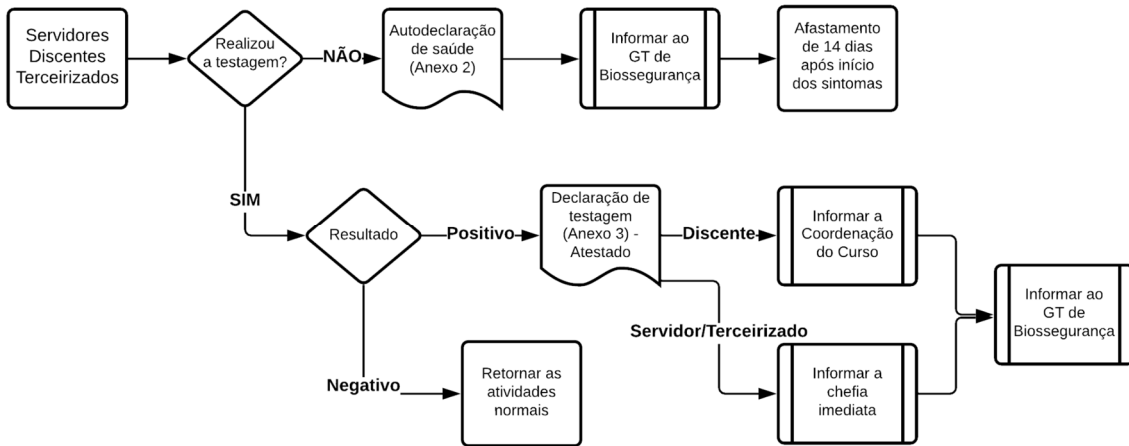 Servidores
Discentes
Terceirizados
Realizou
a testagem?
NÃO
Autodeclaração
de saúde
(Anexo 2)
Informar ao
GT de
Biossegurança
Afastamento
de 14 dias
após início
dos sintomas
SIM
Resultado
Positivo
Declaração de
testagem
(Anexo 3) -
Atestado
Discente
Informar a
Coordenação
do Curso
Servidor/Terceirizado
Informar a
chefia
imediata
Informar ao
GT de
Biossegurança
Negativo
Retornar as
atividades
normais